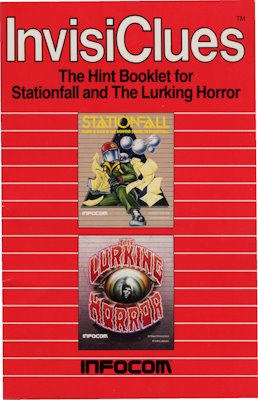 InvisiClues™
The Hint Booklet for
Stationfall and The Lurking Horror
STATIONFALL
INFOCOM
THE
LURKING
HORROR
INFOCOM
INFOCOM